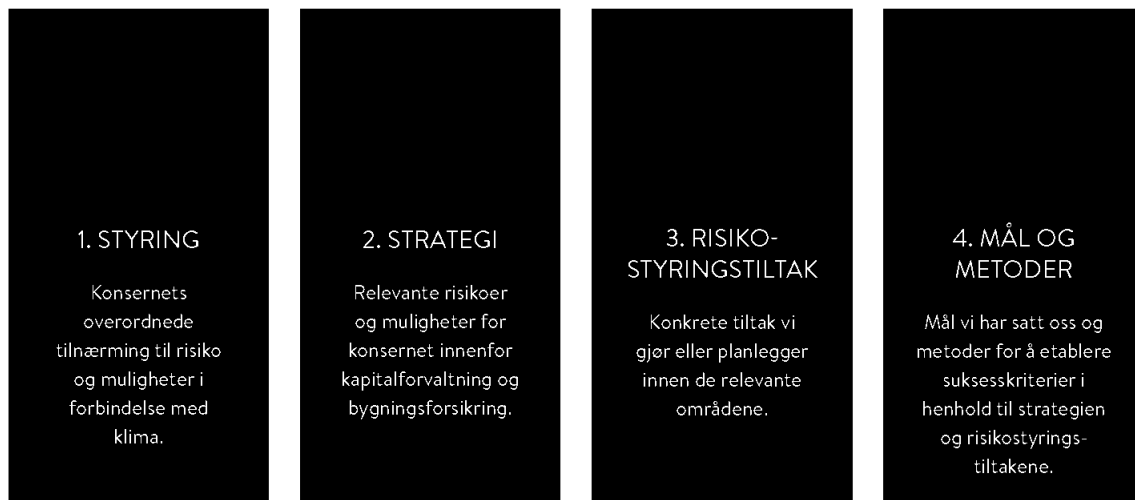 1. STYRING
Konsernets
overordnede
tilnærming til risiko
og muligheter i
forbindelse med
klima.
2. STRATEGI
Relevante risikoer
og muligheter for
konsernet innenfor
kapitalforvaltning og
bygningsforsikring.
3. RISIKO-
STYRINGSTILTAK
Konkrete tiltak vi
gjør eller planlegger
innen de relevante
områdene.
4. MÅL OG
METODER
Mål vi har satt oss og
metoder for å etablere
suksesskriterier i
henhold til strategien
og risikostyrings-
tiltakene.